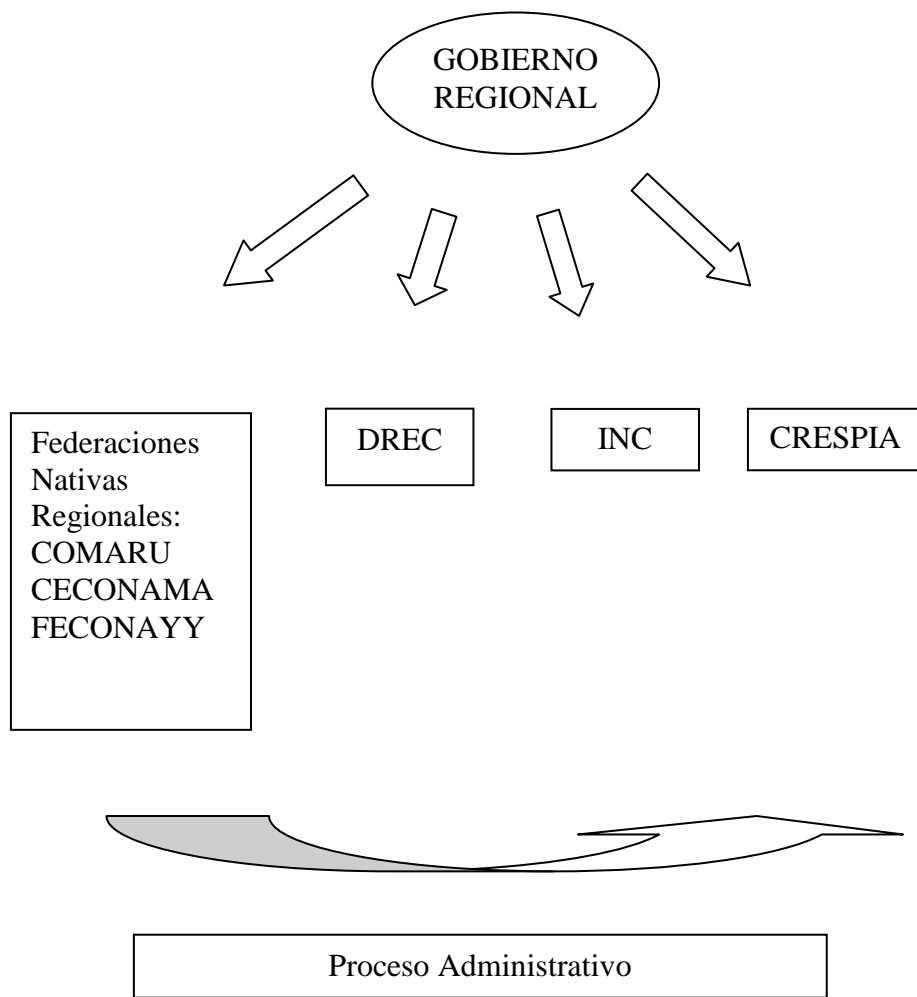 GOBIERNO
REGIONAL
Federaciones
Nativas
Regionales:
COMARU
CECONAMA
FECONAYY
DREC
INC
CRESPIA
Proceso Administrativo